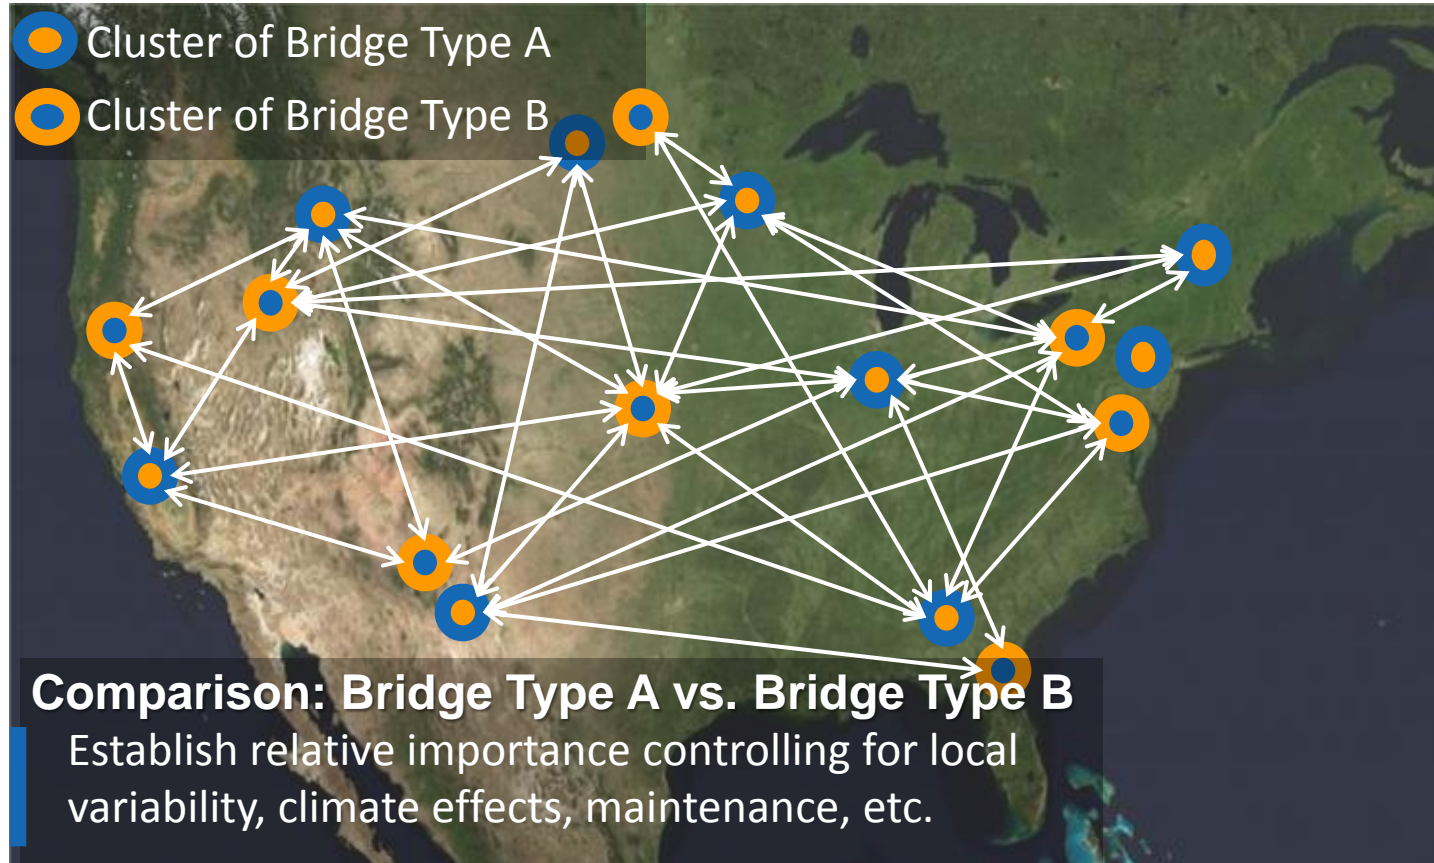 Cluster of Bridge Type A
Cluster of Bridge Type B
Comparison: Bridge Type A vs. Bridge Type B
Establish relative importance controlling for local
variability, climate effects, maintenance, etc.